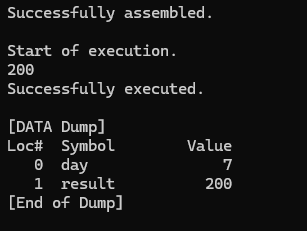 Successfully assembled.
Start of execution.
200
Successfully executed.
[DATA Dump]
Loc#  Symbol        Value
   0  day               7
   1  result          200
[End of Dump]